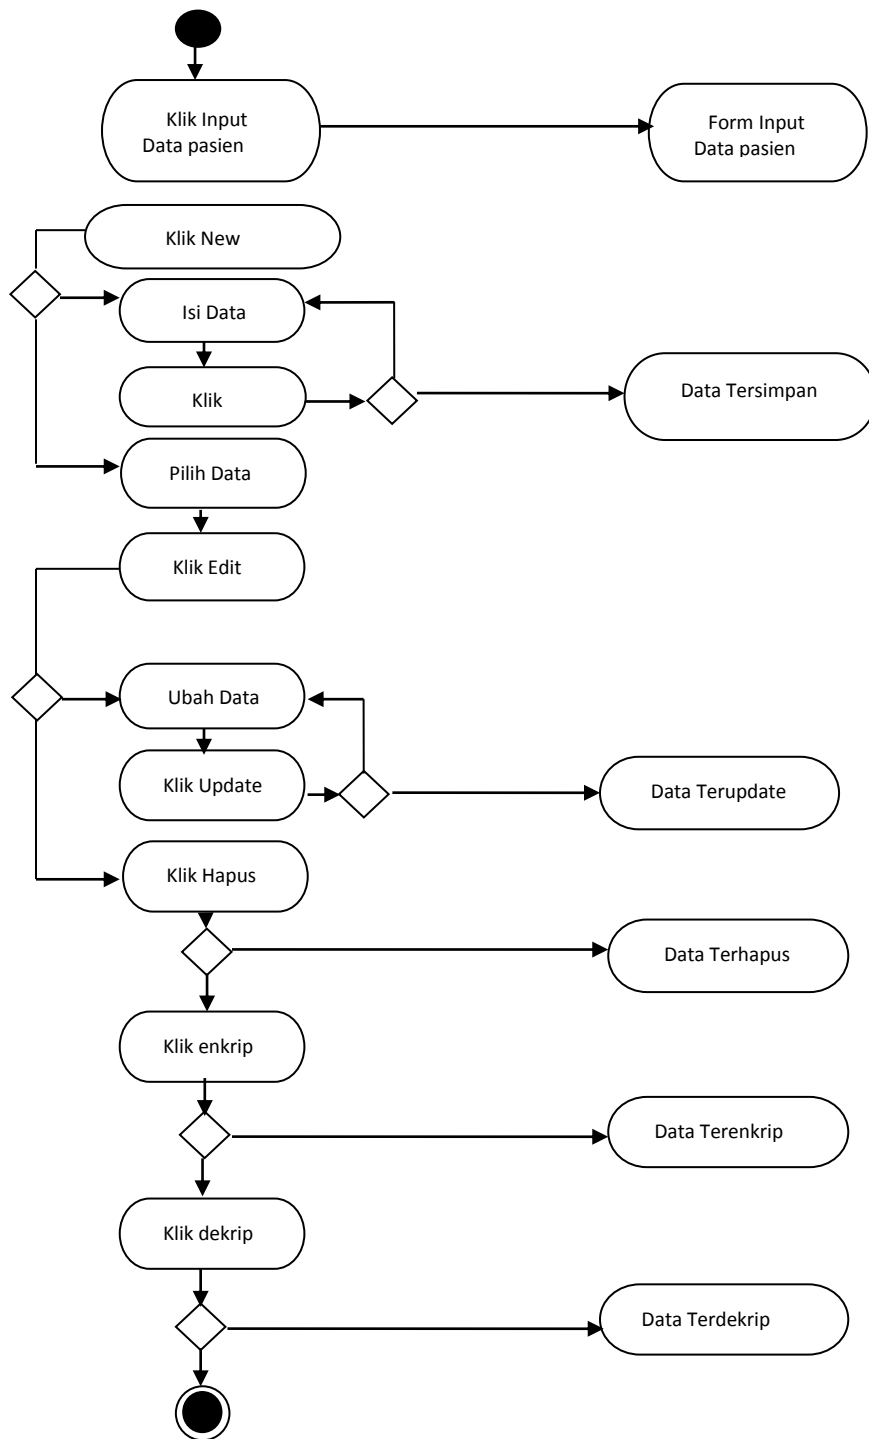 Klik Input
Data pasien
Form Input
Data pasien
Klik New
Isi Data
Klik
Data Tersimpan
Pilih Data
Klik Edit
Ubah Data
Klik Update
Data Terupdate
Klik Hapus
Data Terhapus
Klik enkrip
Data Terenkrip
Klik dekrip
Data Terdekrip